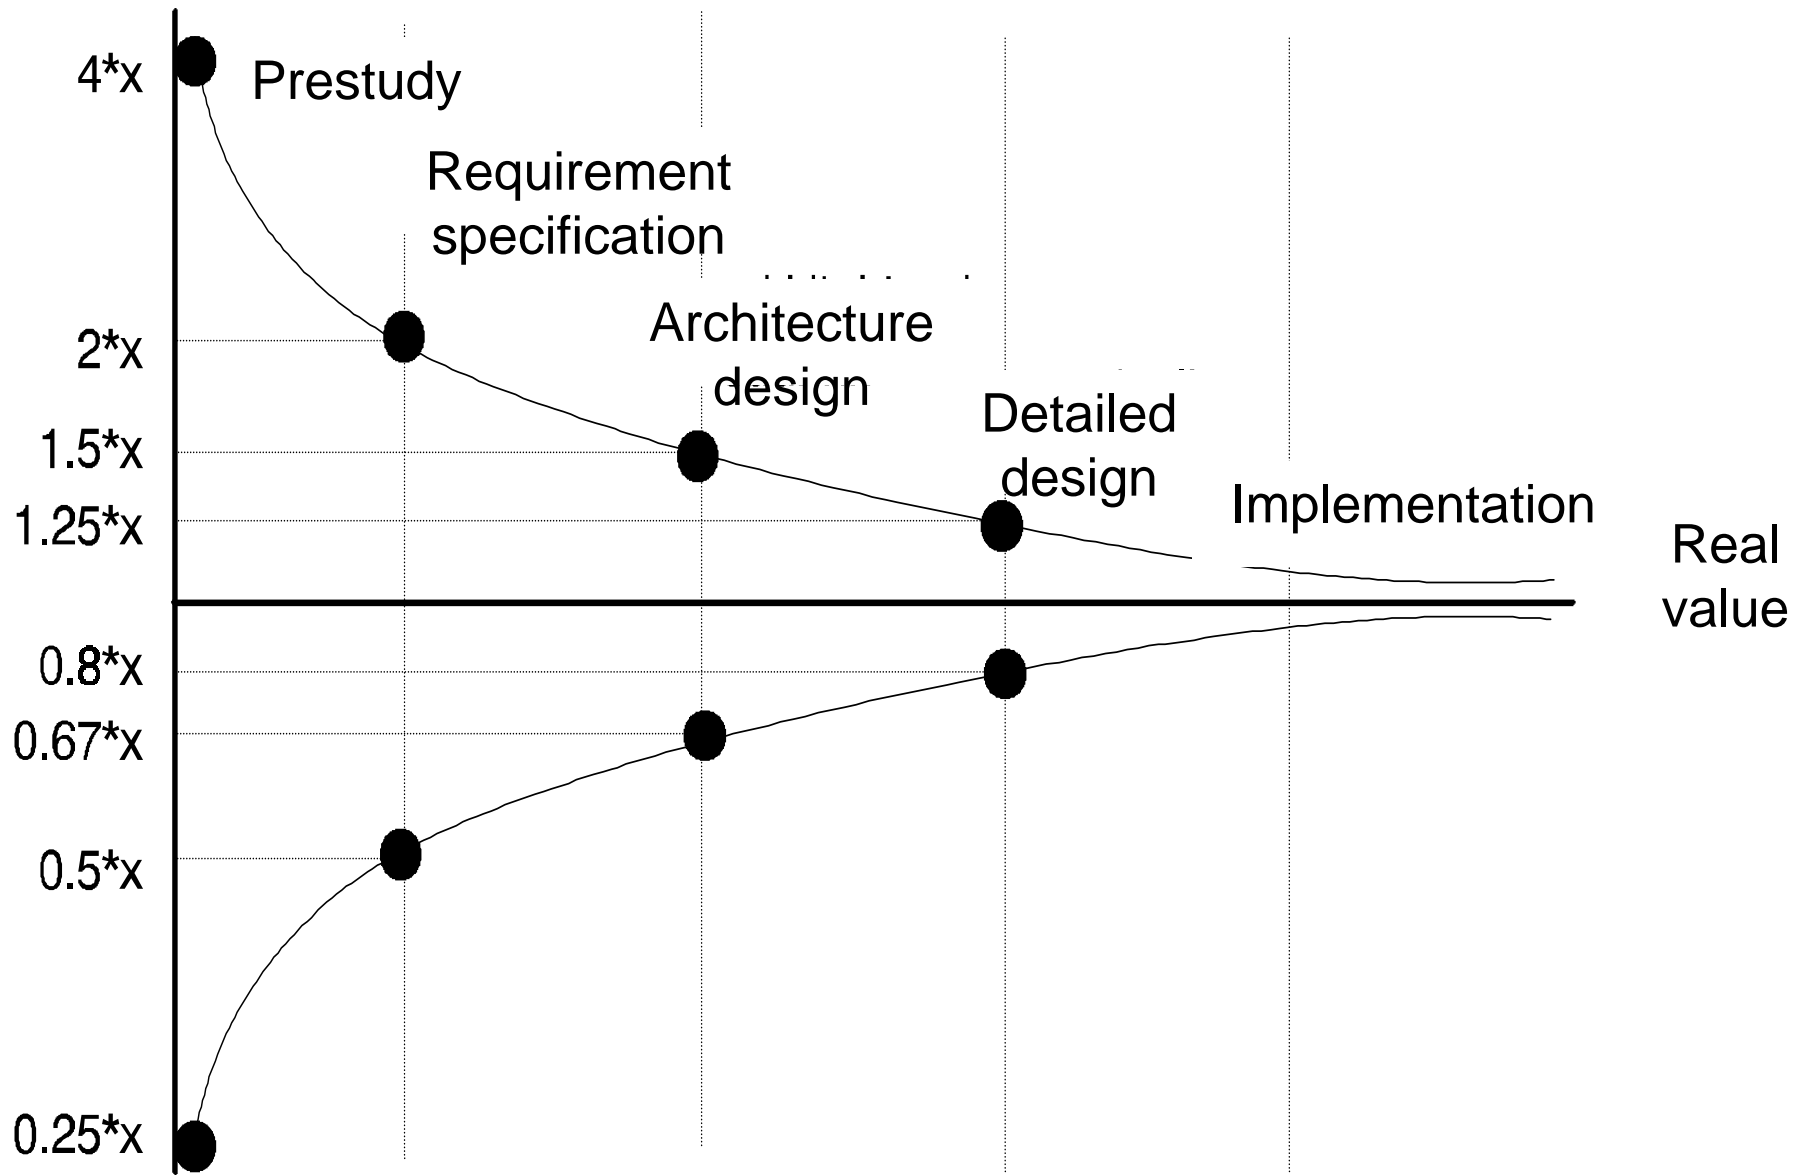 4*x
Prestudy
Requirement
specification
Architecture
design
2*x
Detailed
design
1.5*x
Implementation
1.25*x
Real
value
0.8*x
0.67*x
0.5*x
0.25*x